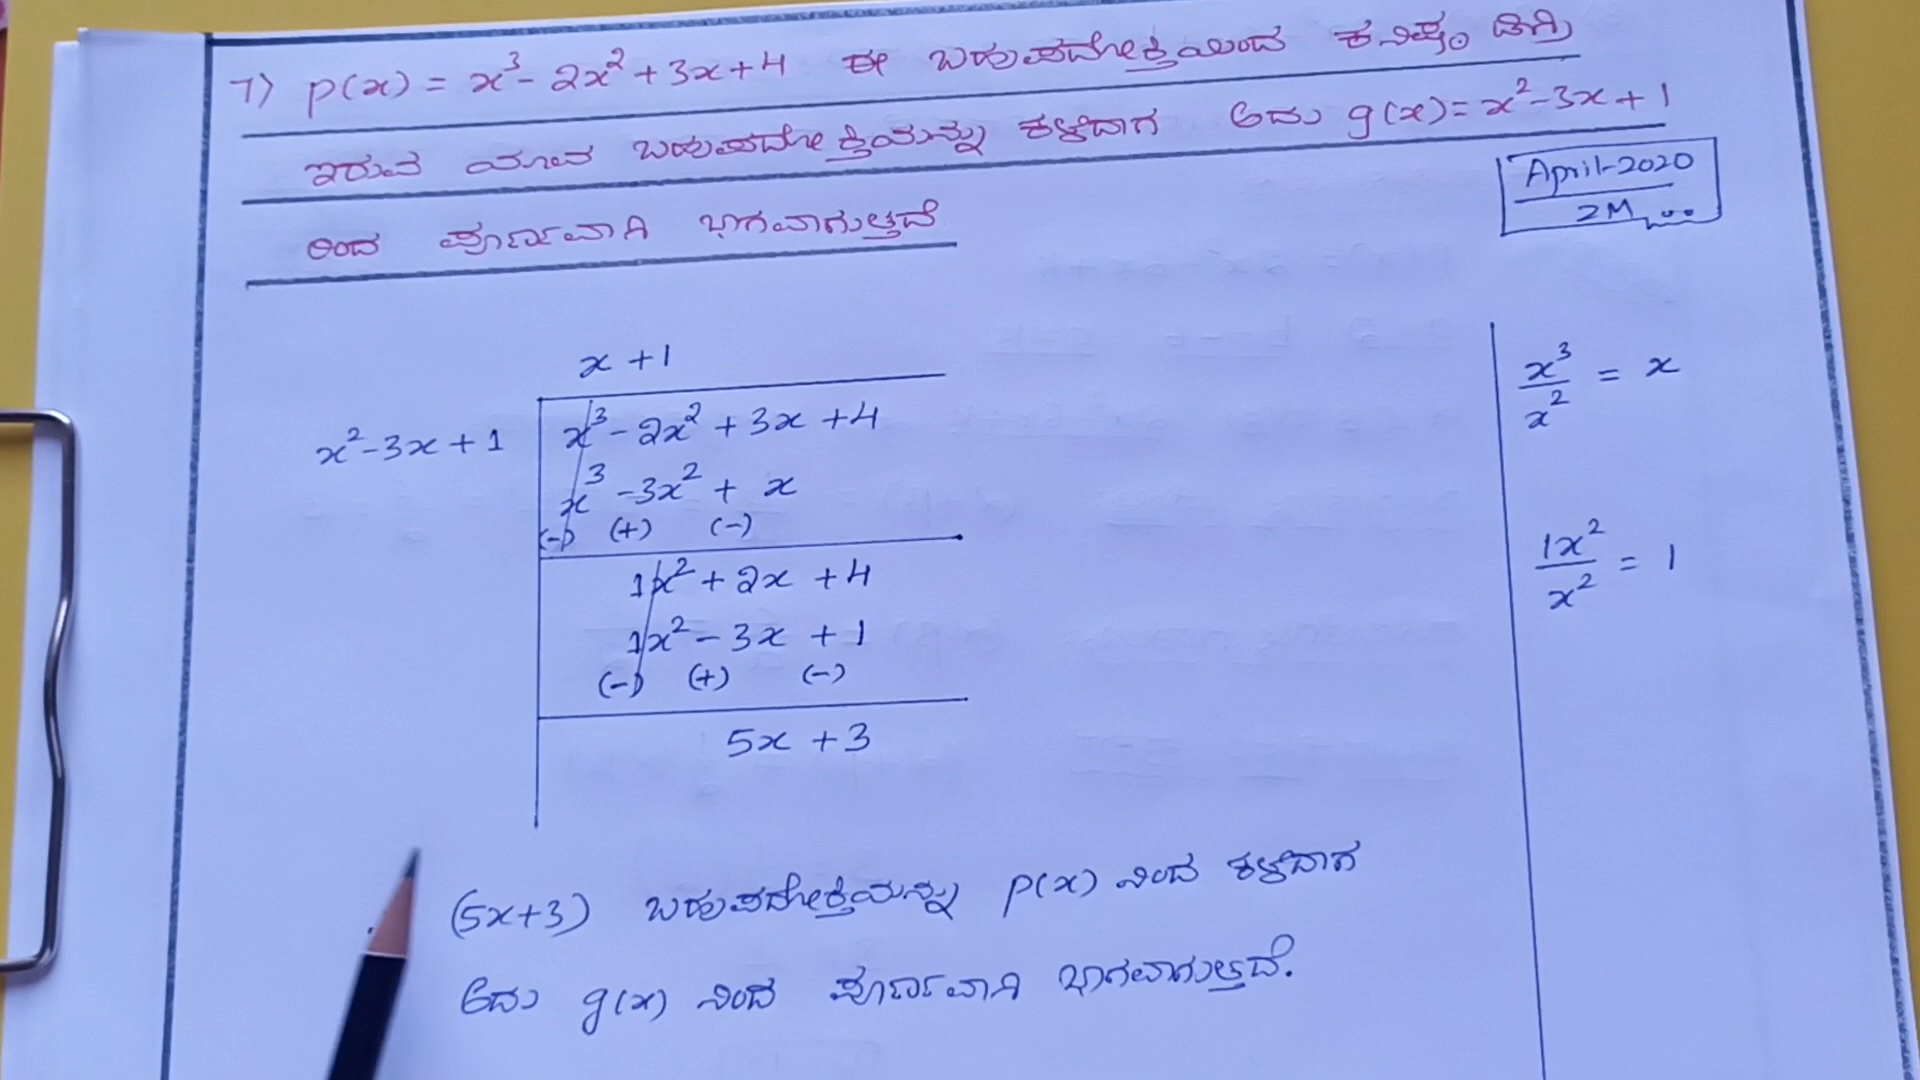 7) p(x) = x³ - 2x² + 3x + 4 ಈ ಬಹುಪದೋಕ್ತಿಯಿಂದ ಕನಿಷ್ಠ ಡಿಗ್ರಿ
ಇರುವ ಯಾವ ಬಹುಪದೋಕ್ತಿಯನ್ನು ಕಳೆದಾಗ ಅದು g(x) = x² - 3x + 1
ರಿಂದ ಪೂರ್ಣವಾಗಿ ಭಾಗವಾಗುತ್ತದೆ
April-2020
2M
x + 1
x² - 3x + 1
x³ - 2x² + 3x + 4
x³ - 3x² + x
(-) (+) (-)
1x² + 2x + 4
1x² - 3x + 1
(-) (+) (-)
5x + 3
x³/x² = x
1x²/x² = 1
(5x+3) ಬಹುಪದೋಕ್ತಿಯನ್ನು p(x) ನಿಂದ ಕಳೆದಾಗ
ಅದು g(x) ನಿಂದ ಪೂರ್ಣವಾಗಿ ಭಾಗವಾಗುತ್ತದೆ.